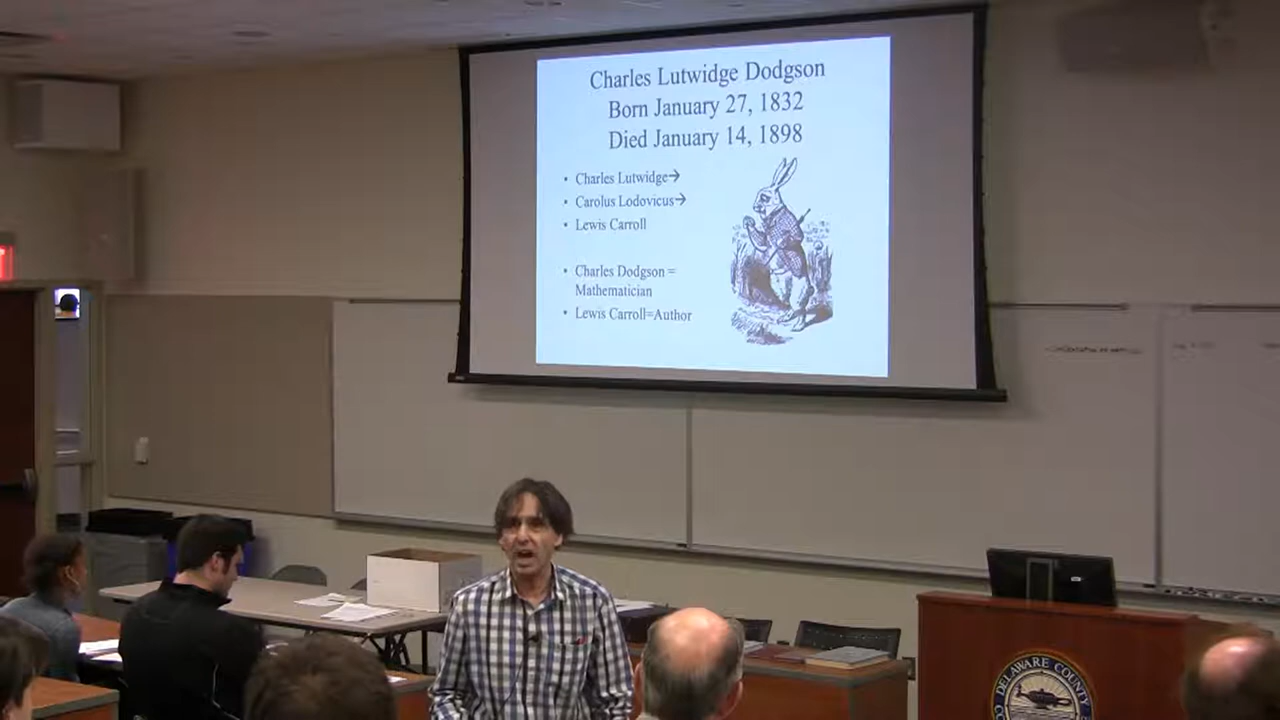 Charles Lutwidge Dodgson
Born January 27, 1832
Died January 14, 1898
• Charles Lutwidge→
• Carolus Lodovicus→
• Lewis Carroll
• Charles Dodgson =
Mathematician
• Lewis Carroll=Author
DELAWARE COUNTY